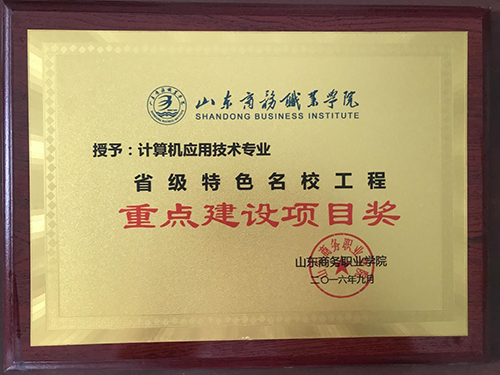 山东商务職業学院
SHANDONG BUSINESS INSTITUTE
授予：计算机应用技术专业
省级特色名校工程
重点建设项目奖
山东商务职业学院
二〇一六年九月